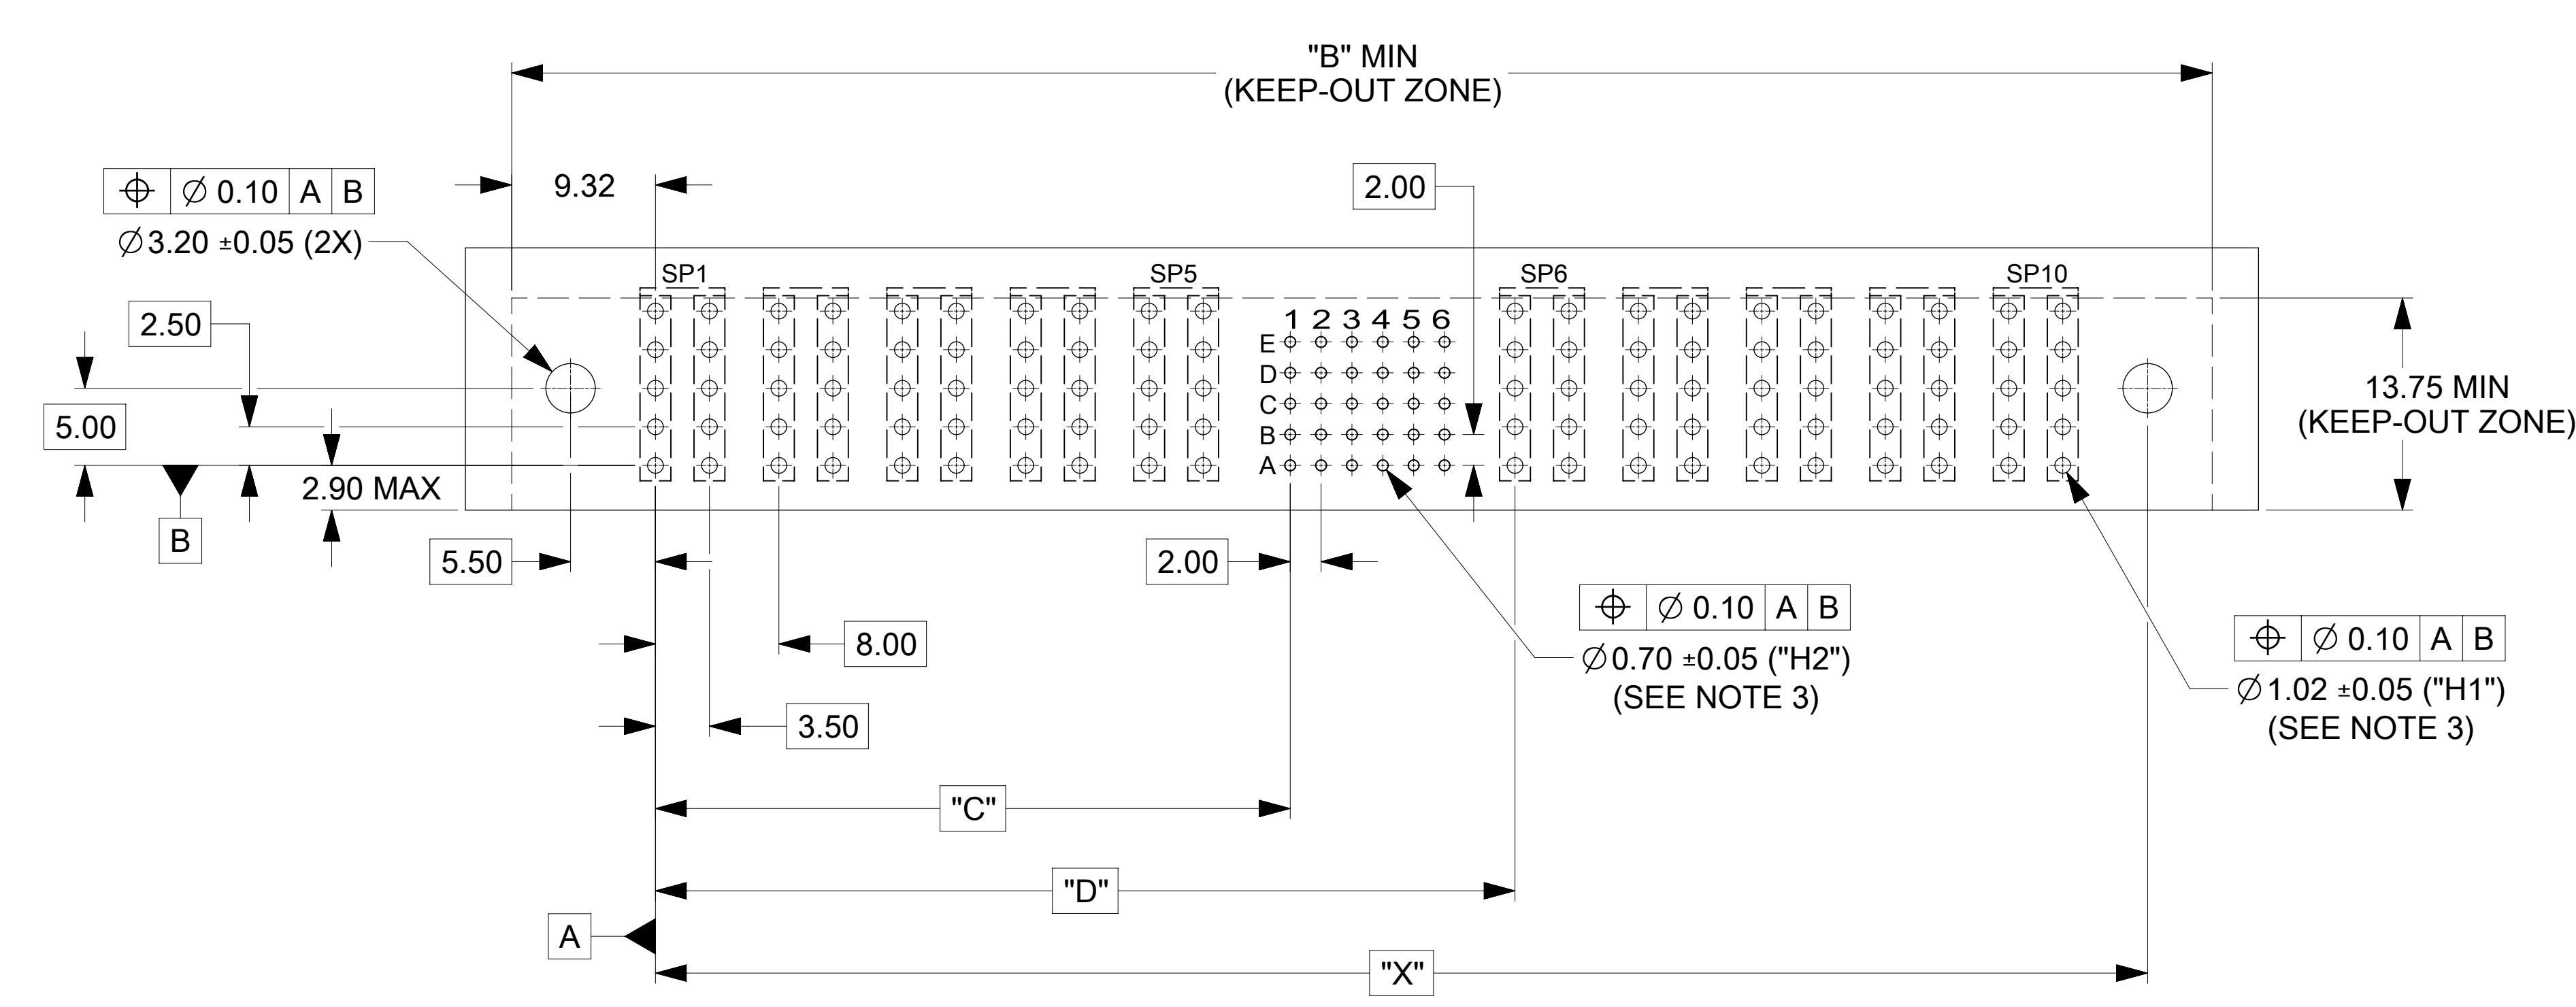 "B" MIN
(KEEP-OUT ZONE)
⌖ ∅ 0.10 A B
∅3.20 ±0.05 (2X)
9.32
2.00
SP1 SP5 SP6 SP10
2.50
1 2 3 4 5 6
E
D
C
B
A
5.00
13.75 MIN
(KEEP-OUT ZONE)
2.90 MAX
B
5.50
2.00
⌖ ∅ 0.10 A B
∅0.70 ±0.05 ("H2")
(SEE NOTE 3)
⌖ ∅ 0.10 A B
∅1.02 ±0.05 ("H1")
(SEE NOTE 3)
8.00
3.50
"C"
"D"
A
"X"